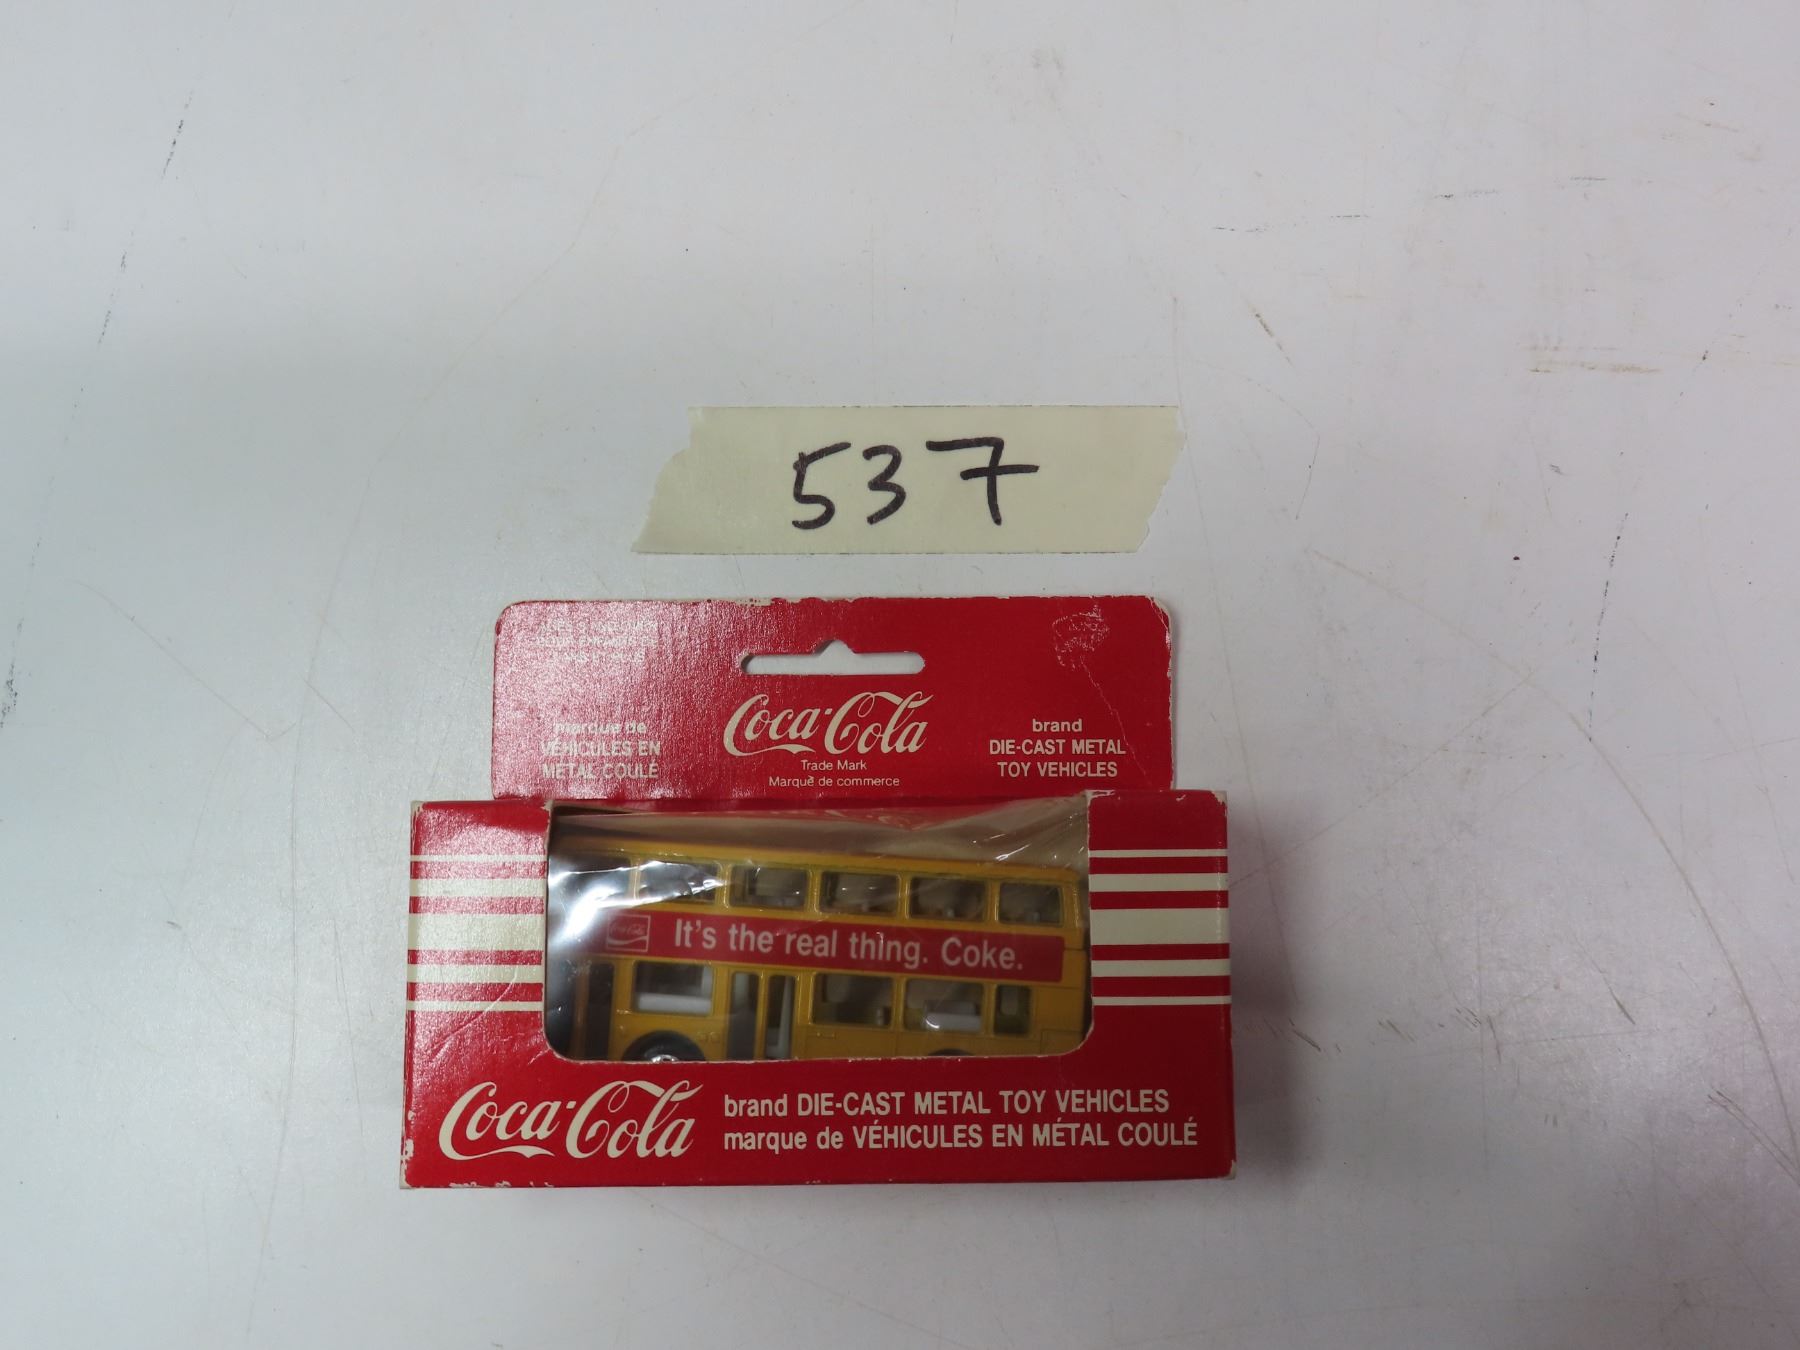 537
marque de
VÉHICULES EN
MÉTAL COULÉ
Coca-Cola
Trade Mark
Marque de commerce
brand
DIE-CAST METAL
TOY VEHICLES
Coca-Cola
It's the real thing. Coke.
Coca-Cola
brand DIE-CAST METAL TOY VEHICLES
marque de VÉHICULES EN MÉTAL COULÉ